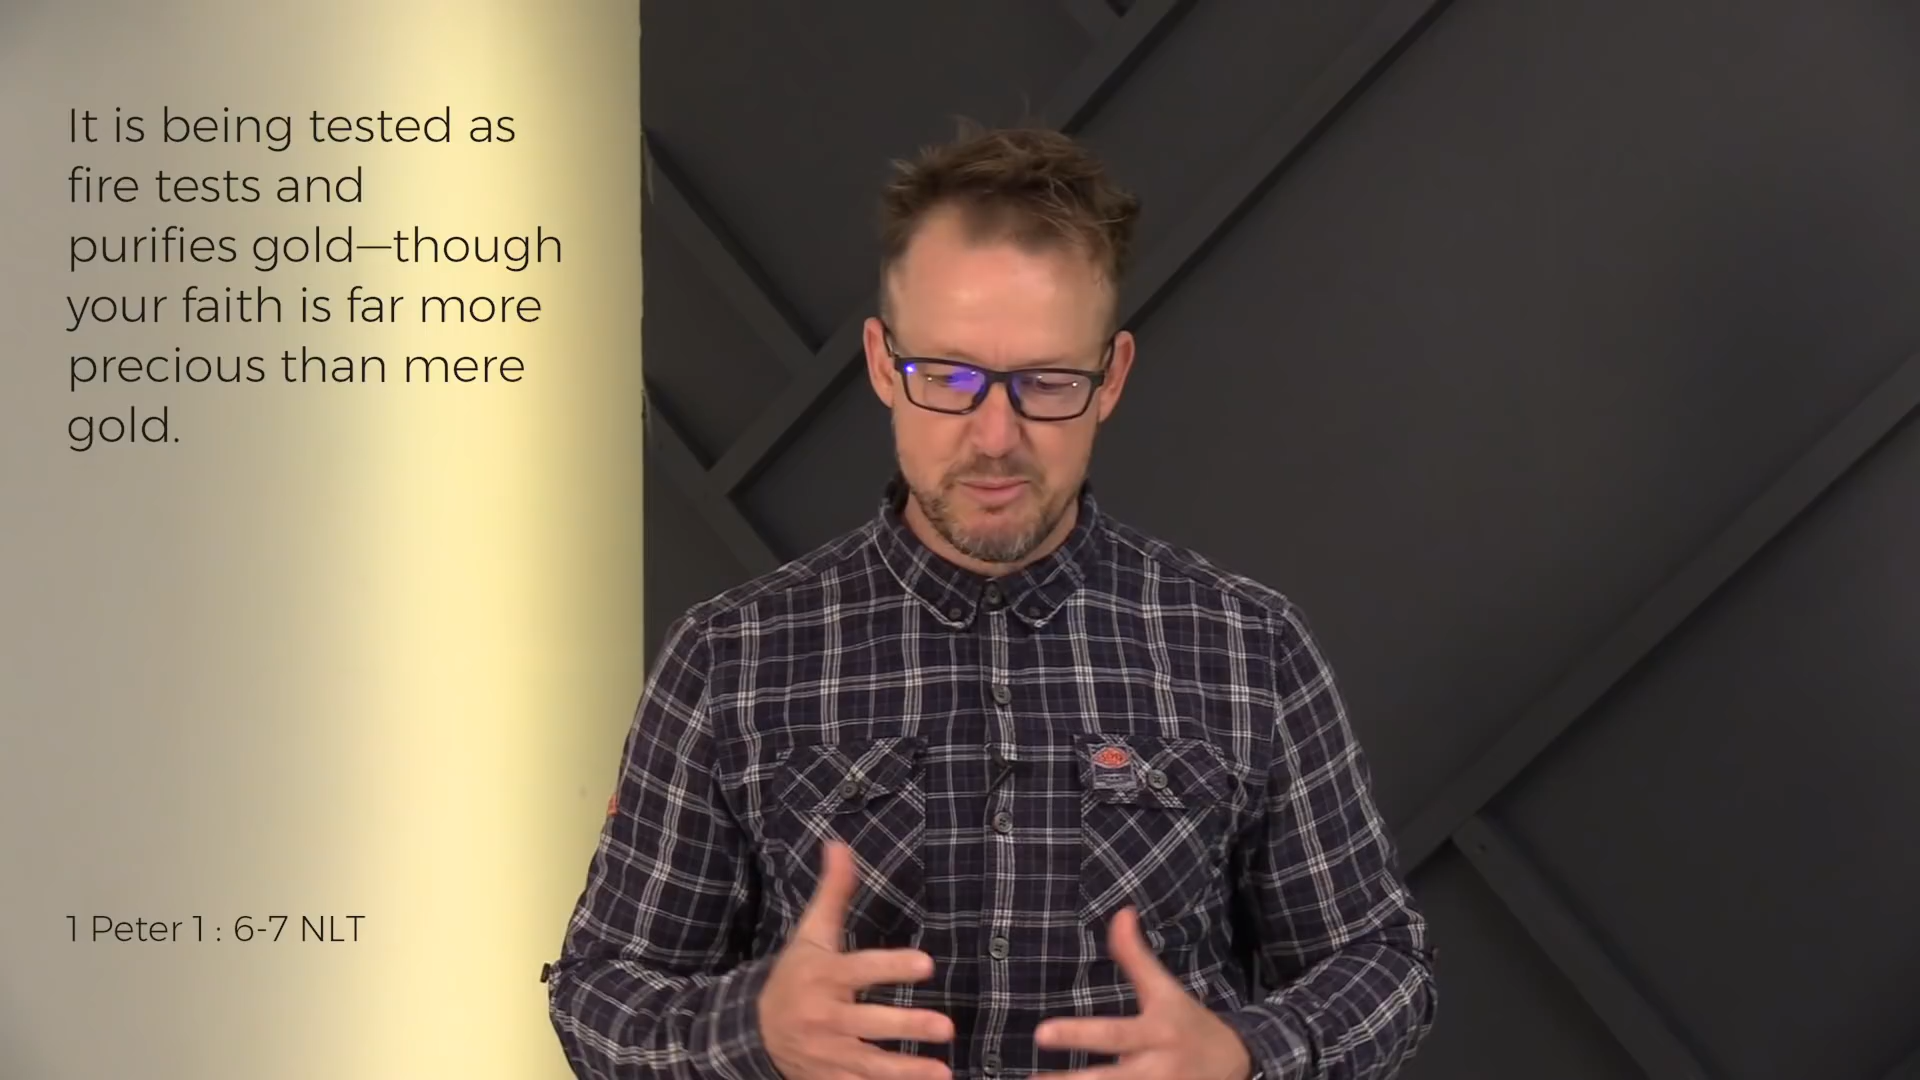 It is being tested as
fire tests and
purifies gold—though
your faith is far more
precious than mere
gold.
1 Peter 1 : 6-7 NLT